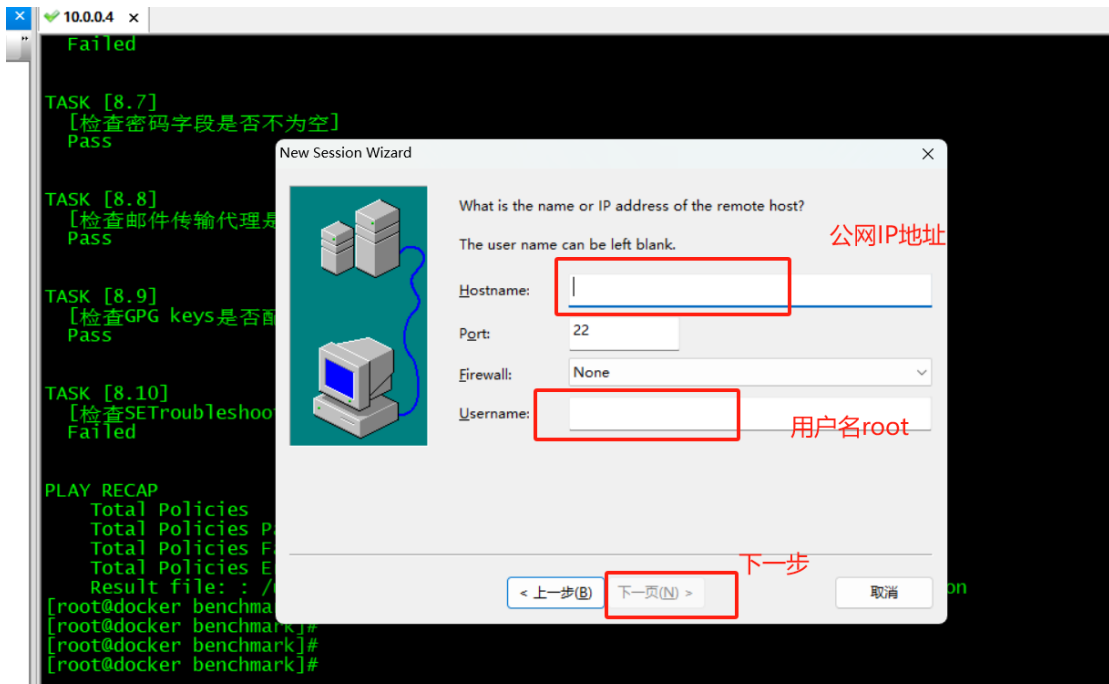 10.0.0.4
Failed
TASK [8.7]
[检查密码字段是否不为空]
Pass
TASK [8.8]
[检查邮件传输代理是
Pass
TASK [8.9]
[检查GPG keys是否配
Pass
TASK [8.10]
[检查SETroubleshoo
Failed
PLAY RECAP
Total Policies
Total Policies P
Total Policies F
Total Policies E
Result file: : /
on
[root@docker benchma
[root@docker benchmark]#
[root@docker benchmark]#
[root@docker benchmark]#
New Session Wizard
What is the name or IP address of the remote host?
The user name can be left blank.
公网IP地址
Hostname:
Port: 22
Firewall: None
Username:
用户名root
下一步
< 上一步(B) 下一页(N) > 取消